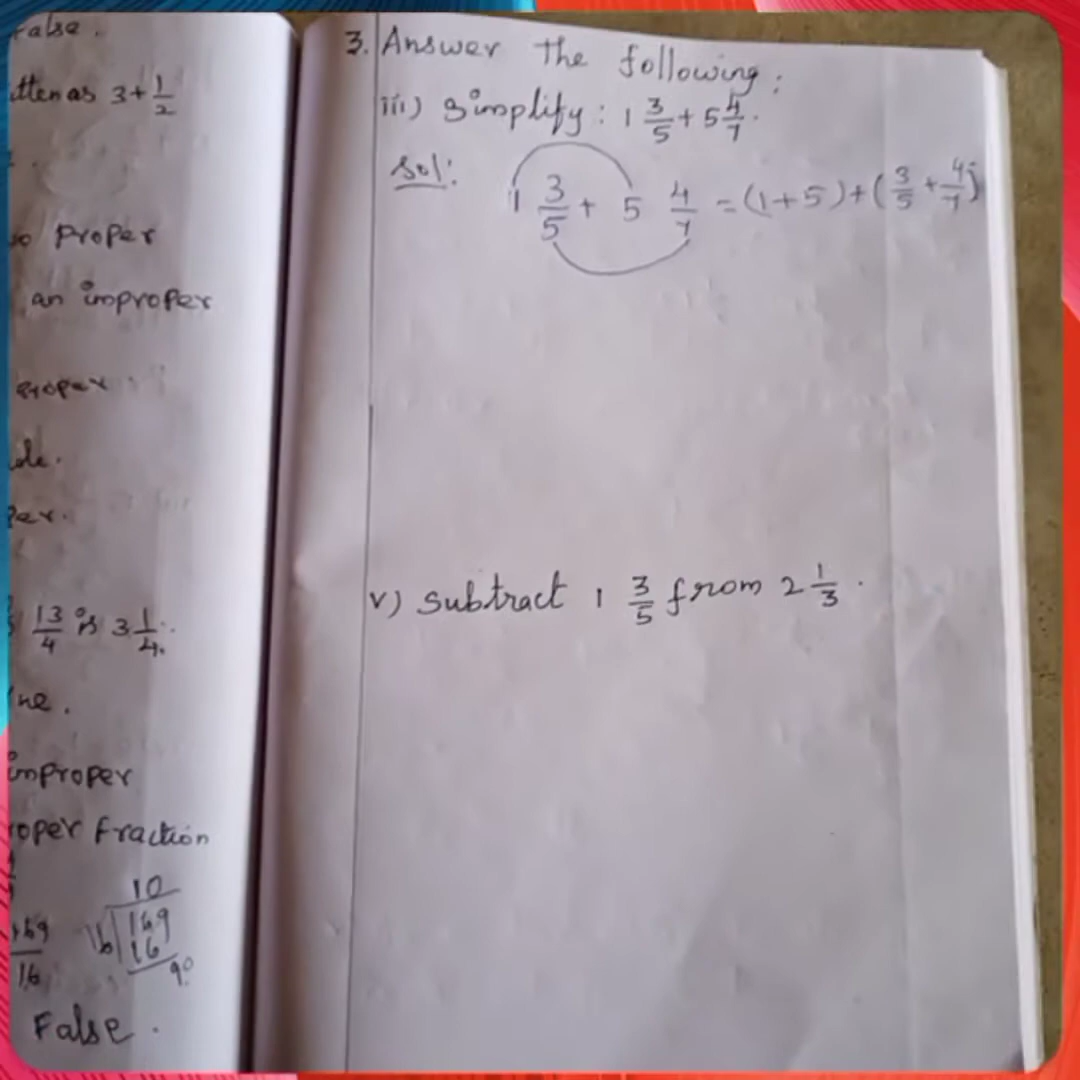 False.
as 3+1/2
Proper
an improper
proper
13/4 is 3 1/4.
improper
Fraction
10
16 169
16
9
16
False.
3. Answer the following:
iii) Simplify: 1 3/5 + 5 4/7.
Sol: 1 3/5 + 5 4/7 = (1+5)+(3/5+4/7)
v) Subtract 1 3/5 from 2 1/3.